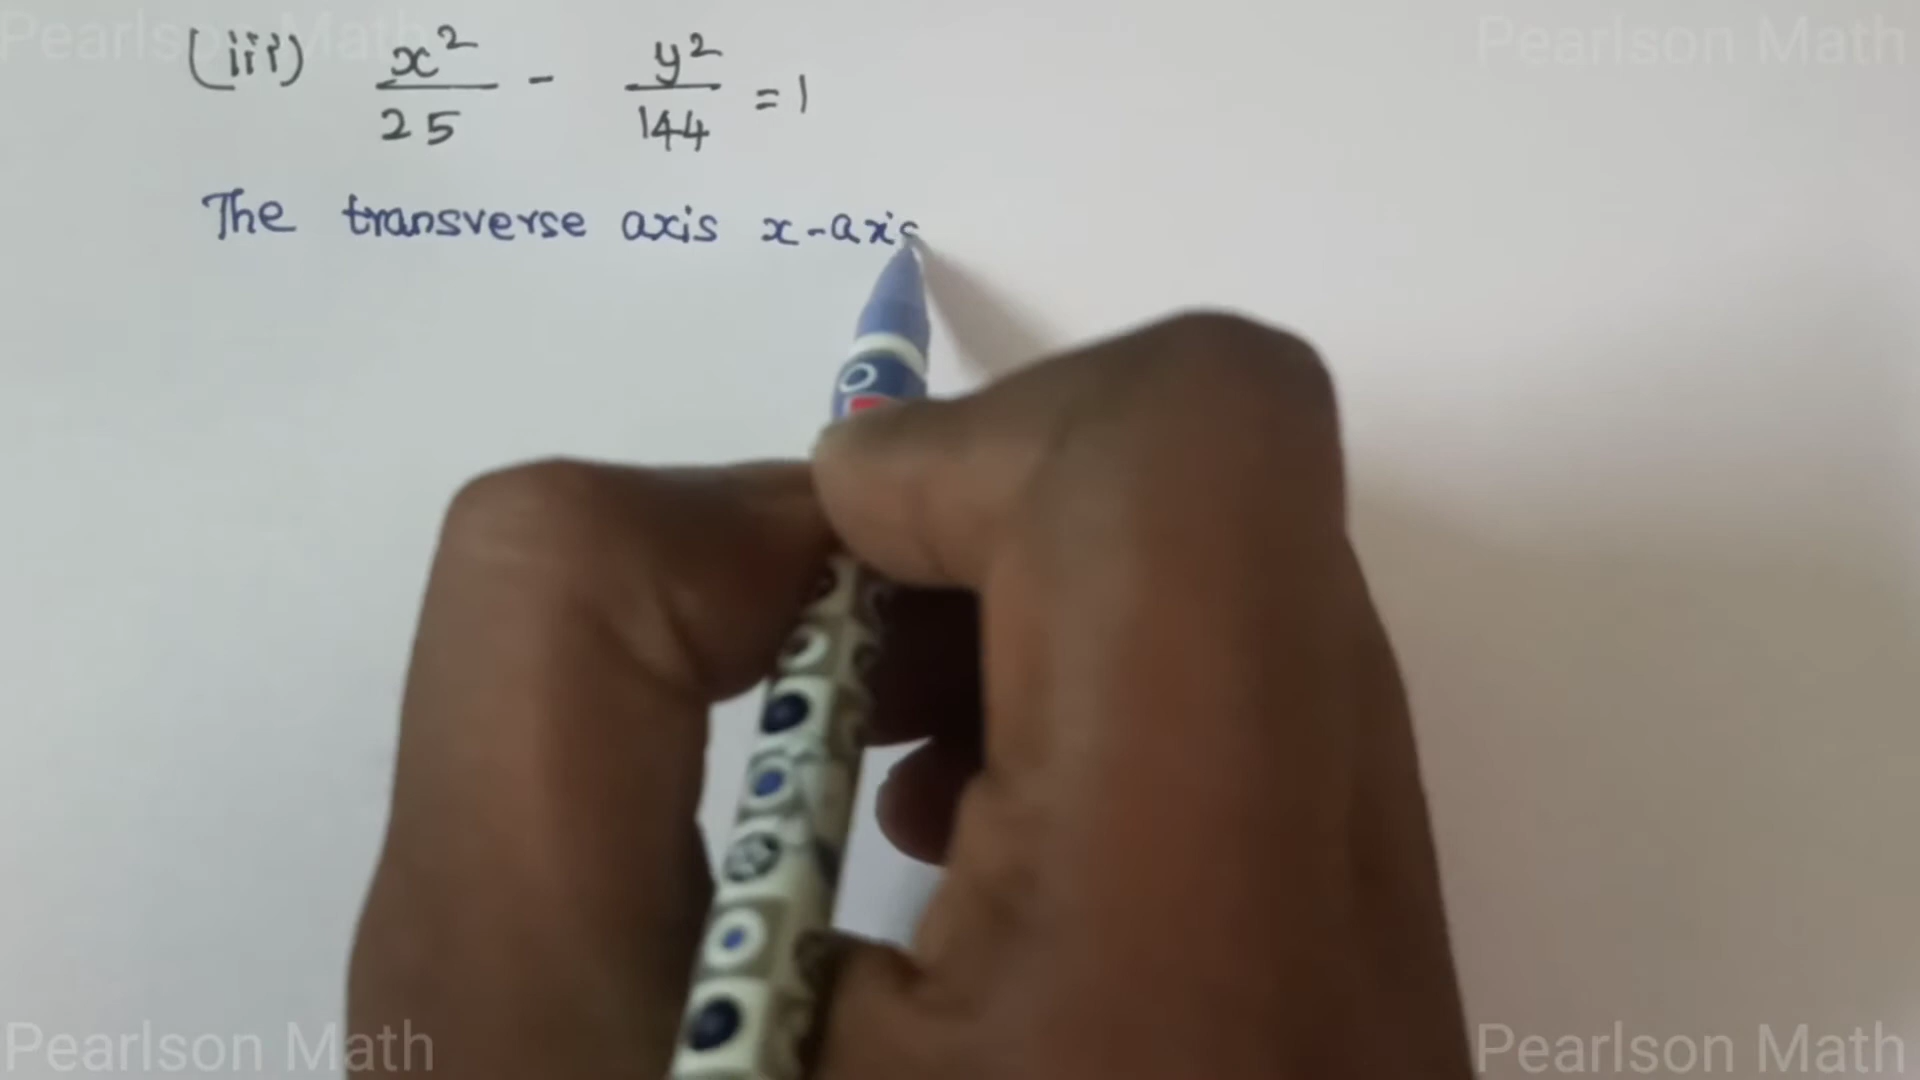 Pearlson Math
Pearlson Math
(iii) x²/25 - y²/144 = 1
The transverse axis x-axis
Pearlson Math
Pearlson Math